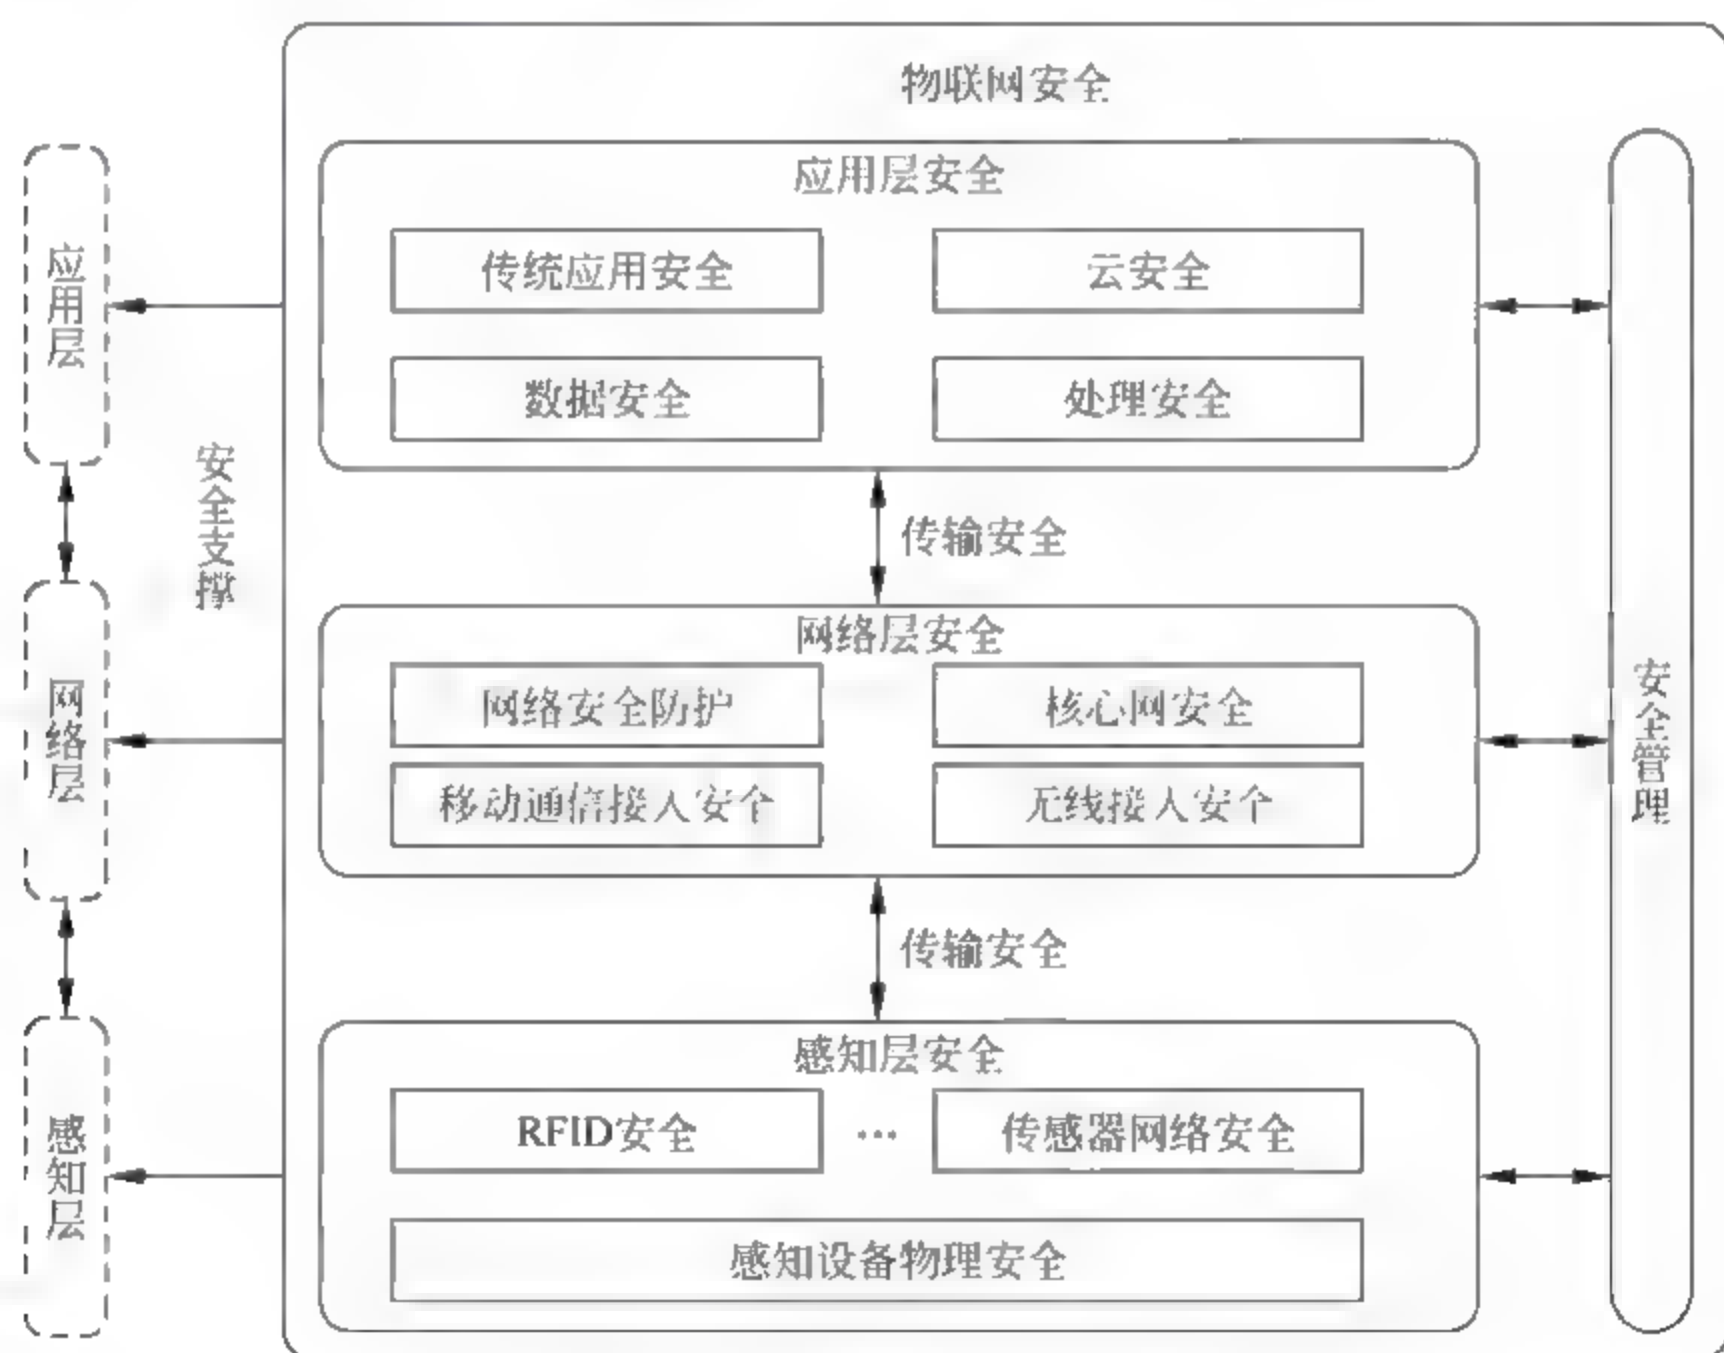 物联网安全
应用层安全
传统应用安全
云安全
数据安全
处理安全
传输安全
网络层安全
网络安全防护
核心网安全
移动通信接入安全
无线接入安全
传输安全
感知层安全
RFID安全
…
传感器网络安全
感知设备物理安全
应用层
网络层
感知层
安全支撑
安全管理